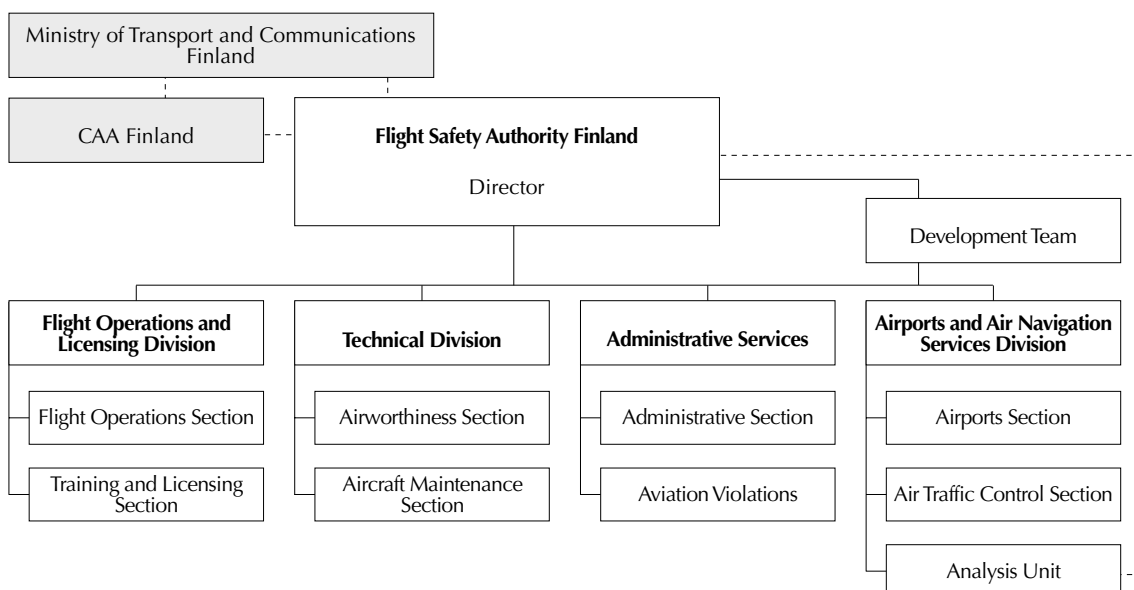 Ministry of Transport and Communications
Finland
CAA Finland
Flight Safety Authority Finland
Director
Development Team
Flight Operations and
Licensing Division
Technical Division
Administrative Services
Airports and Air Navigation
Services Division
Flight Operations Section
Airworthiness Section
Administrative Section
Airports Section
Training and Licensing
Section
Aircraft Maintenance
Section
Aviation Violations
Air Traffic Control Section
Analysis Unit